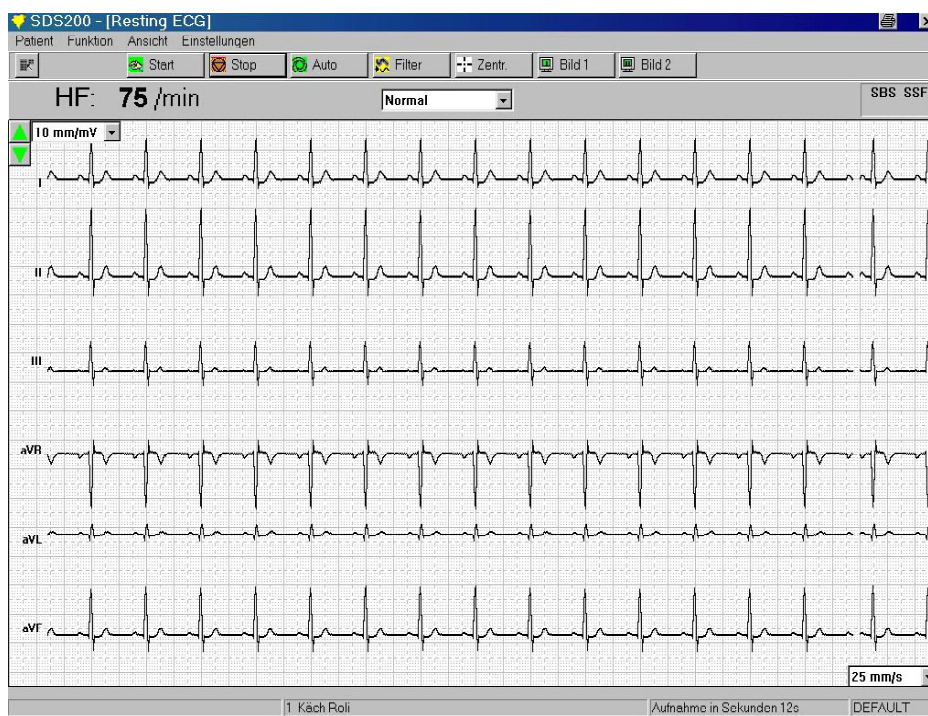 SDS200 - [Resting ECG]
Patient Funktion Ansicht Einstellungen
Start Stop Auto Filter Zentr. Bild 1 Bild 2
HF: 75 /min Normal SBS SSF
10 mm/mV
I
II
III
aVR
aVL
aVF
25 mm/s
1 Käch Roli Aufnahme in Sekunden 12s DEFAULT